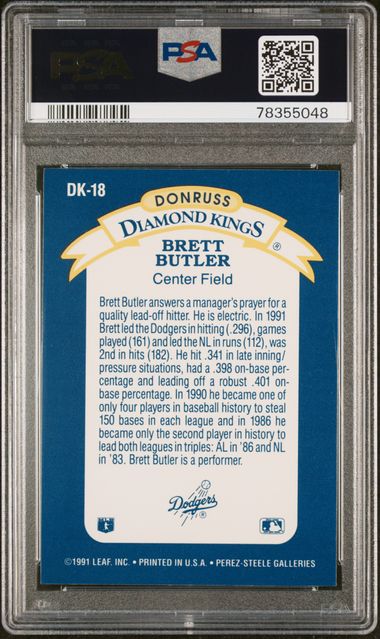 PSA
PSA
78355048
DK-18
DONRUSS
DIAMOND KINGS
®
BRETT
BUTLER
Center Field
Brett Butler answers a manager's prayer for a
quality lead-off hitter. He is electric. In 1991
Brett led the Dodgers in hitting (.296), games
played (161) and led the NL in runs (112), was
2nd in hits (182). He hit .341 in late inning/
pressure situations, had a .398 on-base per-
centage and leading off a robust .401 on-
base percentage. In 1990 he became one of
only four players in baseball history to steal
150 bases in each league and in 1986 he
became only the second player in history to
lead both leagues in triples: AL in '86 and NL
in '83. Brett Butler is a performer.
Dodgers
®
©1991 LEAF, INC. • PRINTED IN U.S.A. • PEREZ-STEELE GALLERIES